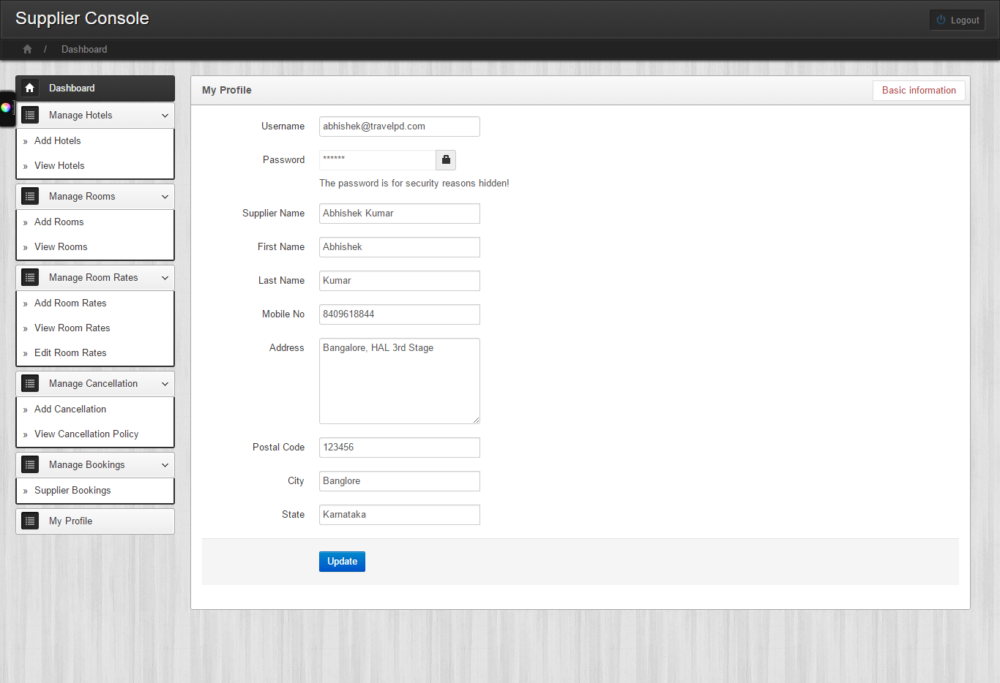 Supplier Console
Logout
/ Dashboard
Dashboard
Manage Hotels
» Add Hotels
» View Hotels
Manage Rooms
» Add Rooms
» View Rooms
Manage Room Rates
» Add Room Rates
» View Room Rates
» Edit Room Rates
Manage Cancellation
» Add Cancellation
» View Cancellation Policy
Manage Bookings
» Supplier Bookings
My Profile
My Profile
Basic information
Username abhishek@travelpd.com
Password ******
The password is for security reasons hidden!
Supplier Name Abhishek Kumar
First Name Abhishek
Last Name Kumar
Mobile No 8409618844
Address Bangalore, HAL 3rd Stage
Postal Code 123456
City Banglore
State Karnataka
Update